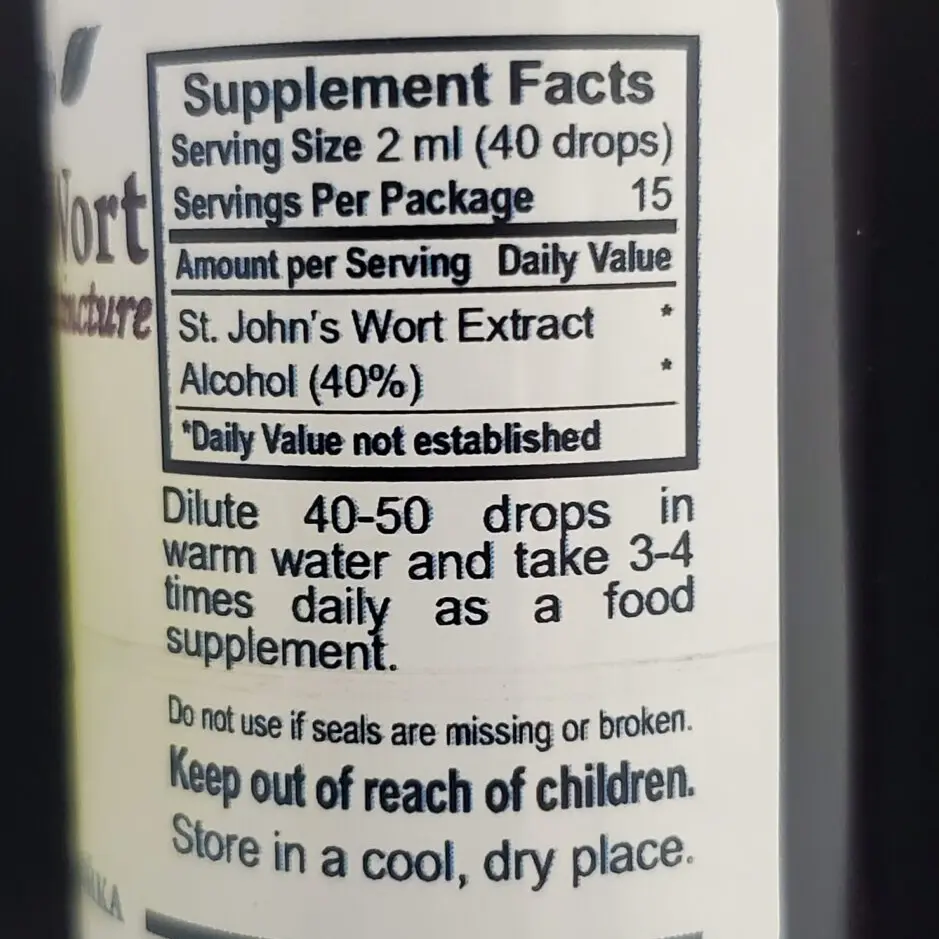 Supplement Facts
Serving Size 2 ml (40 drops)
Servings Per Package 15
Amount per Serving Daily Value
St. John's Wort Extract *
Alcohol (40%) *
*Daily Value not established
Dilute 40-50 drops in
warm water and take 3-4
times daily as a food
supplement.
Do not use if seals are missing or broken.
Keep out of reach of children.
Store in a cool, dry place.
Wort